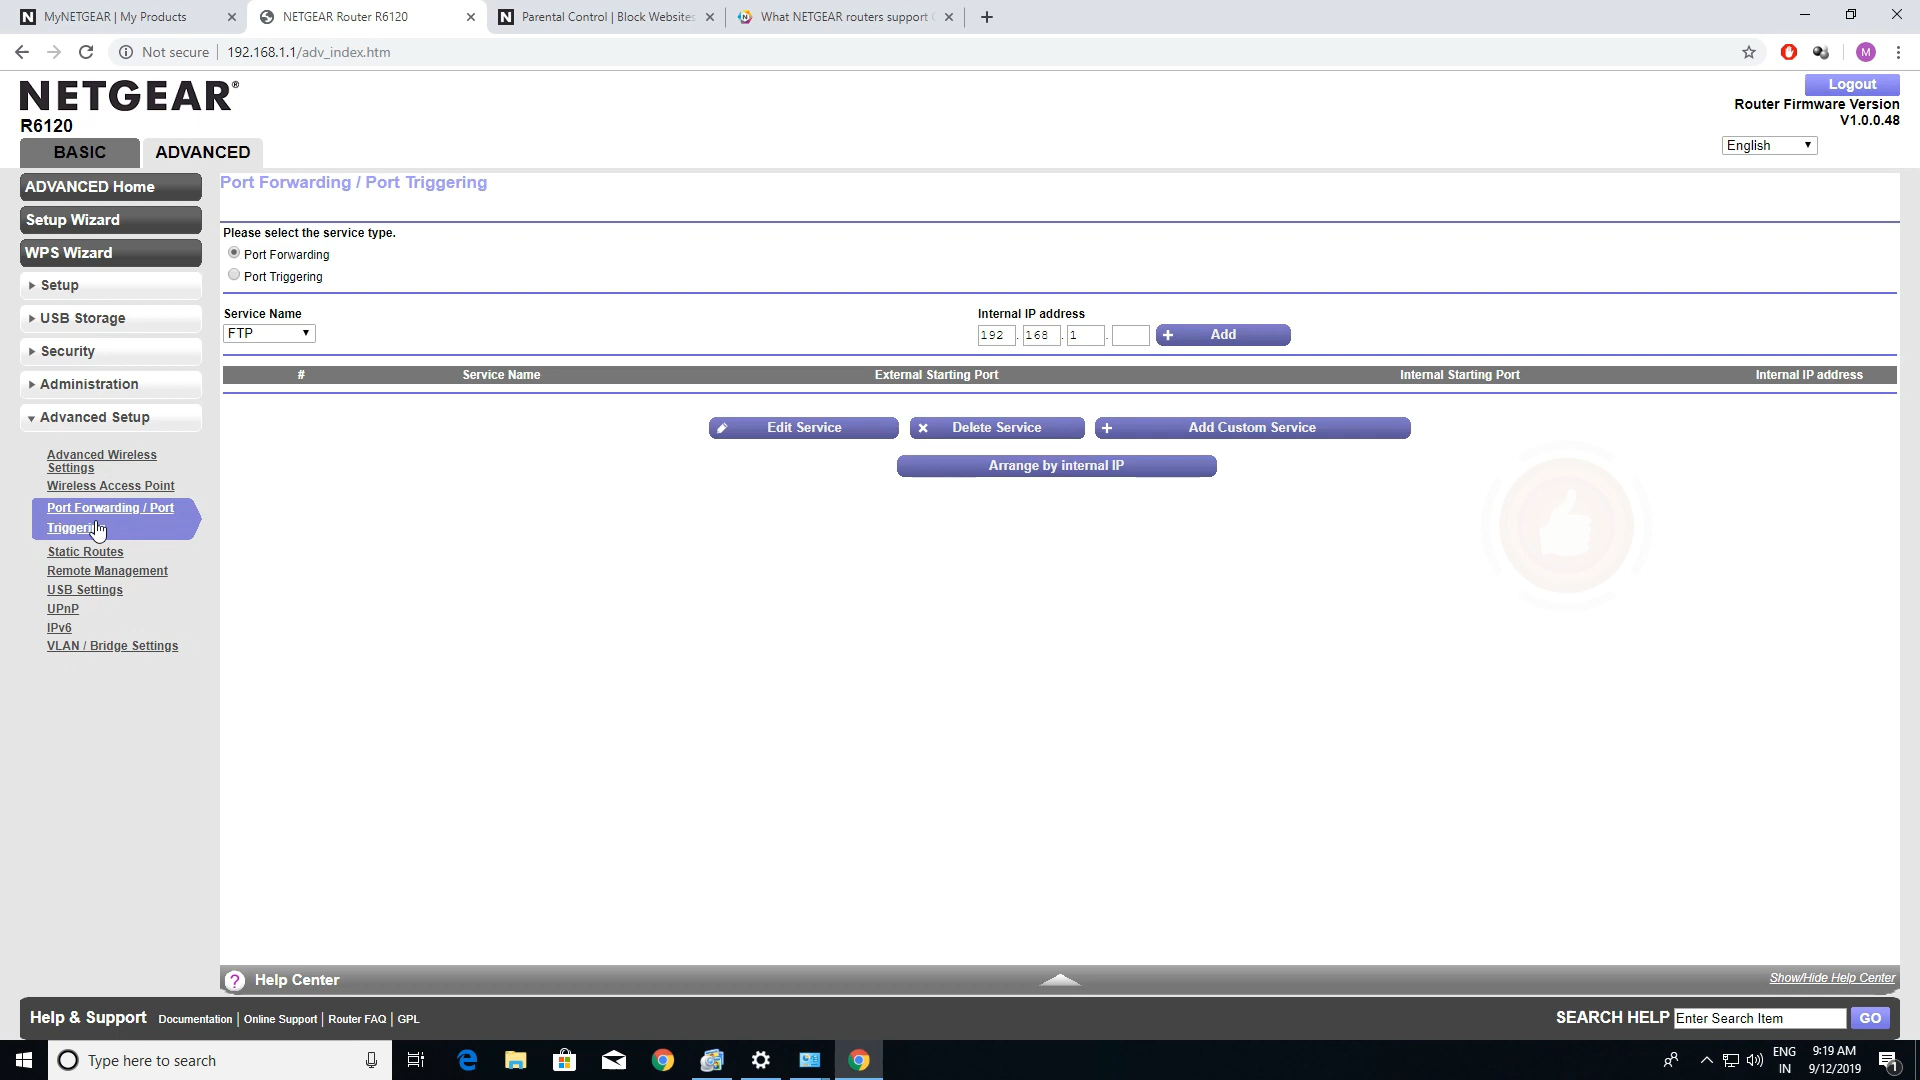 MyNETGEAR | My Products
NETGEAR Router R6120
Parental Control | Block Websites
What NETGEAR routers support
Not secure
192.168.1.1/adv_index.htm
M
NETGEAR®
R6120
Logout
Router Firmware Version
V1.0.0.48
English
BASIC
ADVANCED
ADVANCED Home
Setup Wizard
WPS Wizard
Setup
USB Storage
Security
Administration
Advanced Setup
Advanced Wireless
Settings
Wireless Access Point
Port Forwarding / Port
Triggering
Static Routes
Remote Management
USB Settings
UPnP
IPv6
VLAN / Bridge Settings
Port Forwarding / Port Triggering
Please select the service type.
Port Forwarding
Port Triggering
Service Name
FTP
Internal IP address
192 . 168 . 1 .
+ Add
# Service Name External Starting Port Internal Starting Port Internal IP address
Edit Service
Delete Service
+ Add Custom Service
Arrange by internal IP
? Help Center
Show/Hide Help Center
Help & Support
Documentation | Online Support | Router FAQ | GPL
SEARCH HELP
Enter Search Item
GO
Type here to search
ENG
IN
9:19 AM
9/12/2019
1